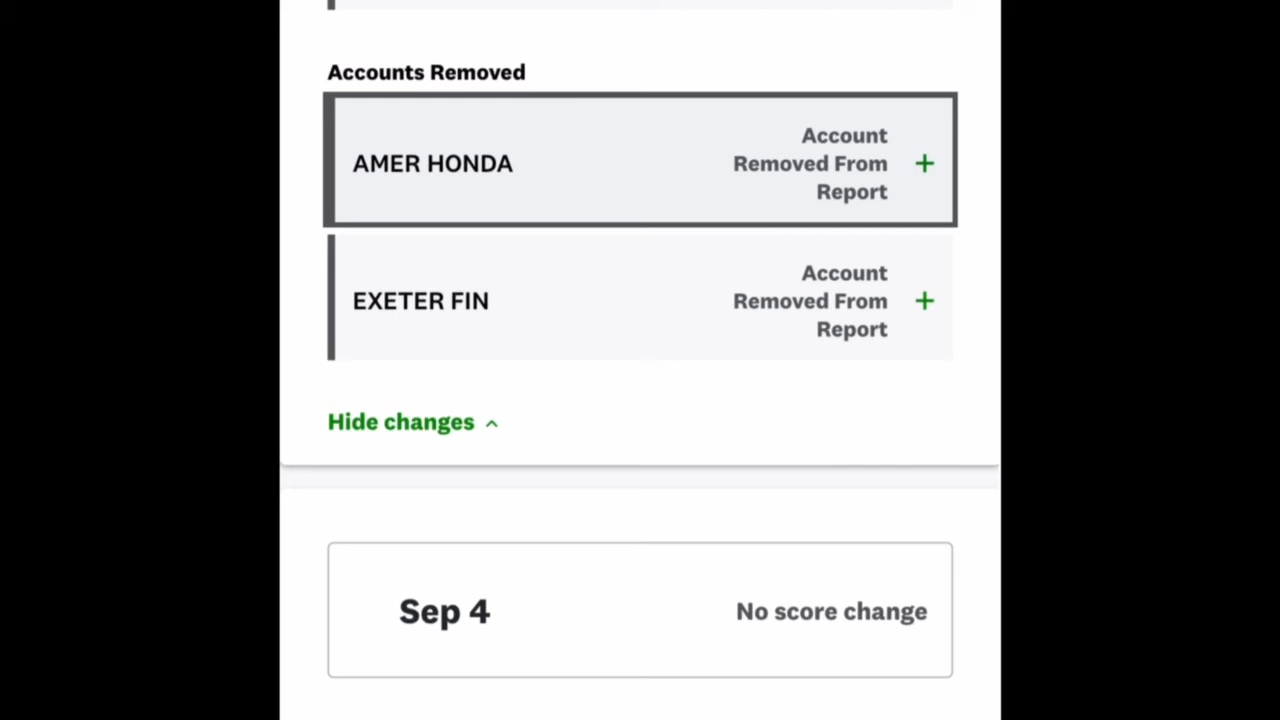 Accounts Removed
AMER HONDA
Account
Removed From
Report
+
EXETER FIN
Account
Removed From
Report
+
Hide changes
Sep 4
No score change